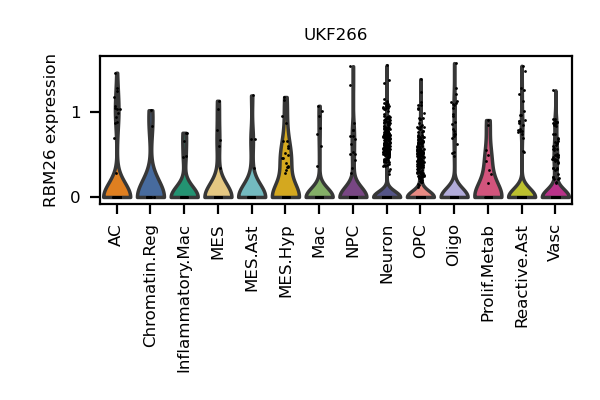 UKF266
RBM26 expression
1
0
AC
Chromatin.Reg
Inflammatory.Mac
MES
MES.Ast
MES.Hyp
Mac
NPC
Neuron
OPC
Oligo
Prolif.Metab
Reactive.Ast
Vasc